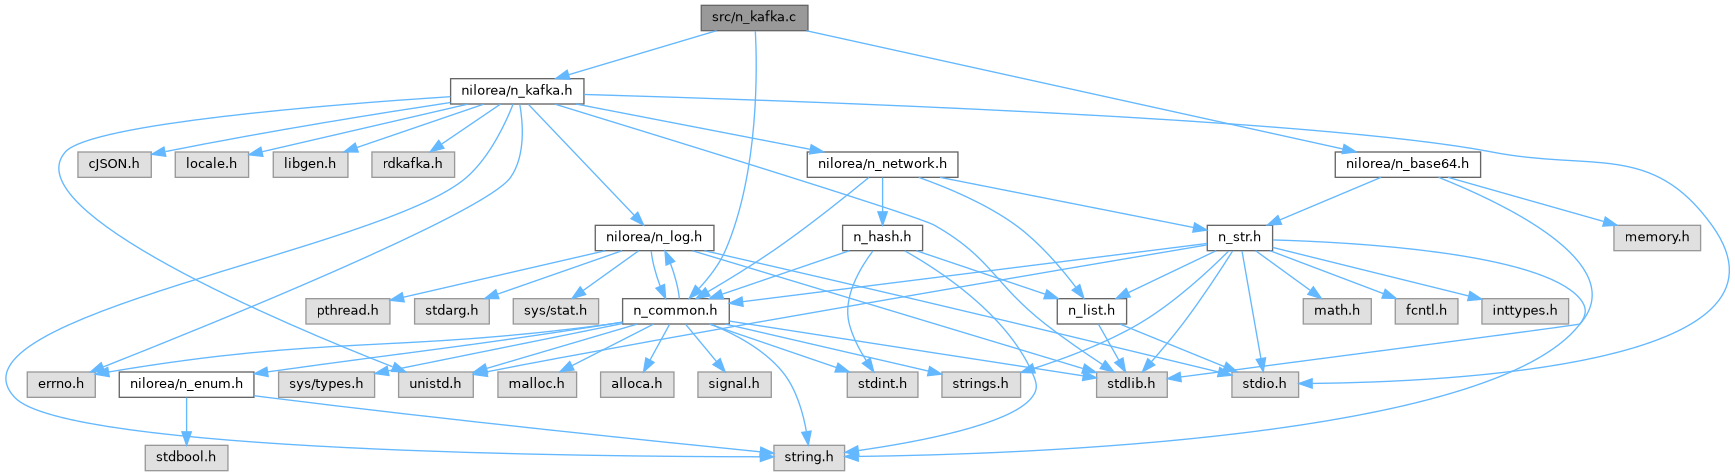 src/n_kafka.c
nilorea/n_kafka.h
cJSON.h
locale.h
libgen.h
rdkafka.h
nilorea/n_network.h
nilorea/n_base64.h
nilorea/n_log.h
n_hash.h
n_str.h
memory.h
pthread.h
stdarg.h
sys/stat.h
n_common.h
n_list.h
math.h
fcntl.h
inttypes.h
errno.h
nilorea/n_enum.h
sys/types.h
unistd.h
malloc.h
alloca.h
signal.h
stdint.h
strings.h
stdlib.h
stdio.h
stdbool.h
string.h